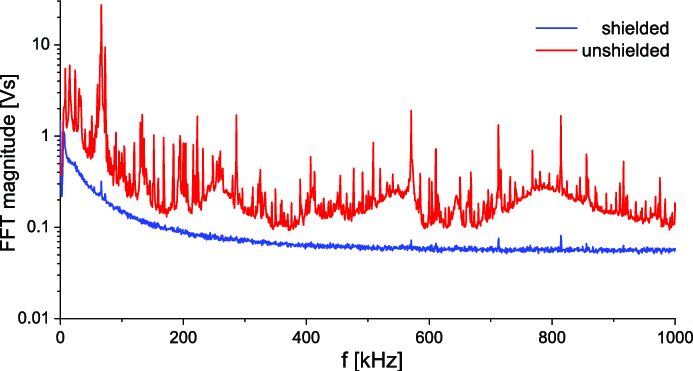 shielded
unshielded
FFT magnitude [Vs]
10
1
0.1
0.01
0 200 400 600 800 1000
f [kHz]